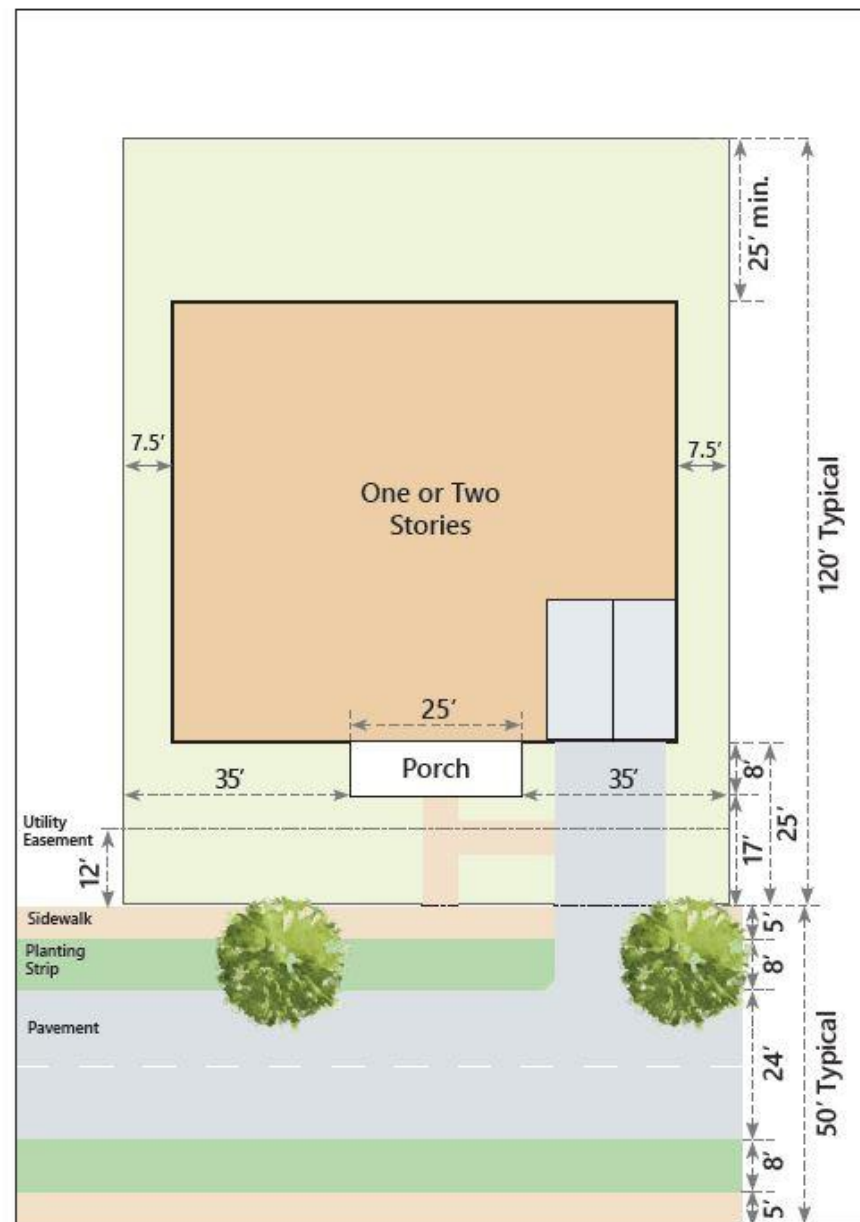 25′ min.
7.5′
7.5′
One or Two
Stories
120′ Typical
25′
Porch
35′
35′
8′
25′
17′
Utility
Easement
12′
Sidewalk
5′
Planting
Strip
8′
Pavement
24′
50′ Typical
8′
5′